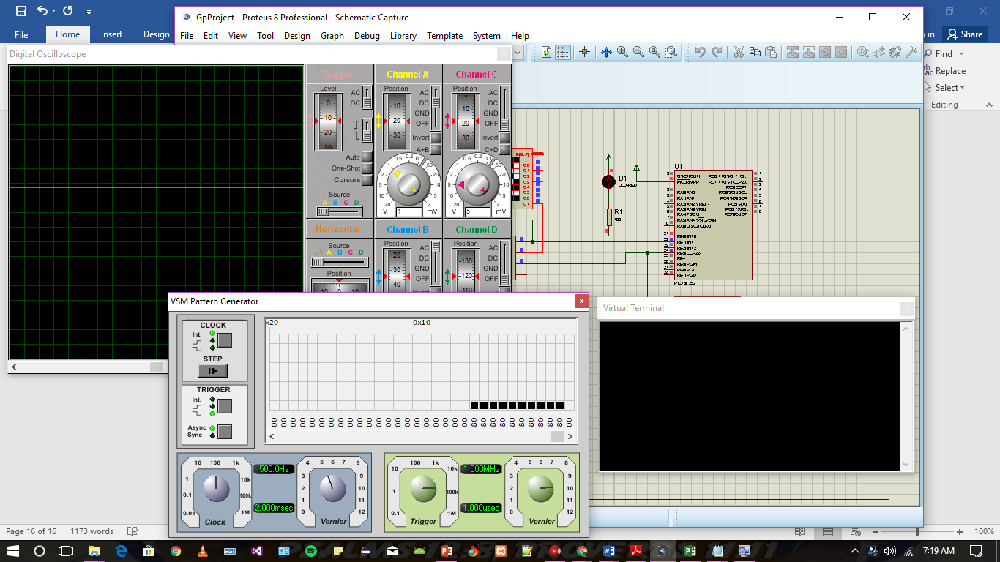 File
Home
Insert
Design
in
Share
GpProject - Proteus 8 Professional - Schematic Capture
File Edit View Tool Design Graph Debug Library Template System Help
Find
Replace
Select
Editing
Digital Oscilloscope
Trigger
Level
AC
DC
0
10
20
30
Auto
One-Shot
Cursors
Source
A B C D
Channel A
Position
AC
DC
GND
OFF
10
20
30
Invert
A+B
V 1 mV
Channel C
Position
AC
DC
GND
OFF
10
20
30
Invert
C+D
V 5 mV
Horizontal
Source
A B C D
Position
10 0 10
Channel B
Position
AC
DC
GND
OFF
20
30
40
Channel D
Position
AC
DC
GND
OFF
-130
-120
-110
D1
LED-RED
R1
100
U1
PIC18F252
VSM Pattern Generator
CLOCK
Int.
STEP
TRIGGER
Int.
Async
Sync
x20 0x10
00 00 00 00 00 00 00 00 00 00 00 00 00 00 00 00 00 00 00 00 00 80 80 80 80 80 80 80 80 80 80 00
0.01 0.1 1 10 100 1k 10k 100k 1M
Clock
500.0Hz
2.000msec
0 1 2 3 4 5 6 7 8 9 10 11 12
Vernier
0.1 1 10 100 1k 10k 100k 1M
Trigger
1.000MHz
1.000usec
0 1 2 3 4 5 6 7 8 9 10 11 12
Vernier
Virtual Terminal
Page 16 of 16 1173 words
100%
7:19 AM